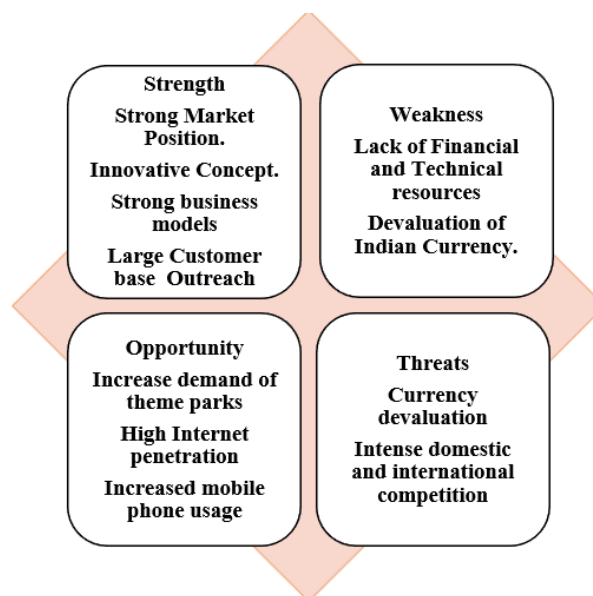 Strength
Strong Market
Position.
Innovative Concept.
Strong business
models
Large Customer
base Outreach
Weakness
Lack of Financial
and Technical
resources
Devaluation of
Indian Currency.
Opportunity
Increase demand of
theme parks
High Internet
penetration
Increased mobile
phone usage
Threats
Currency
devaluation
Intense domestic
and international
competition